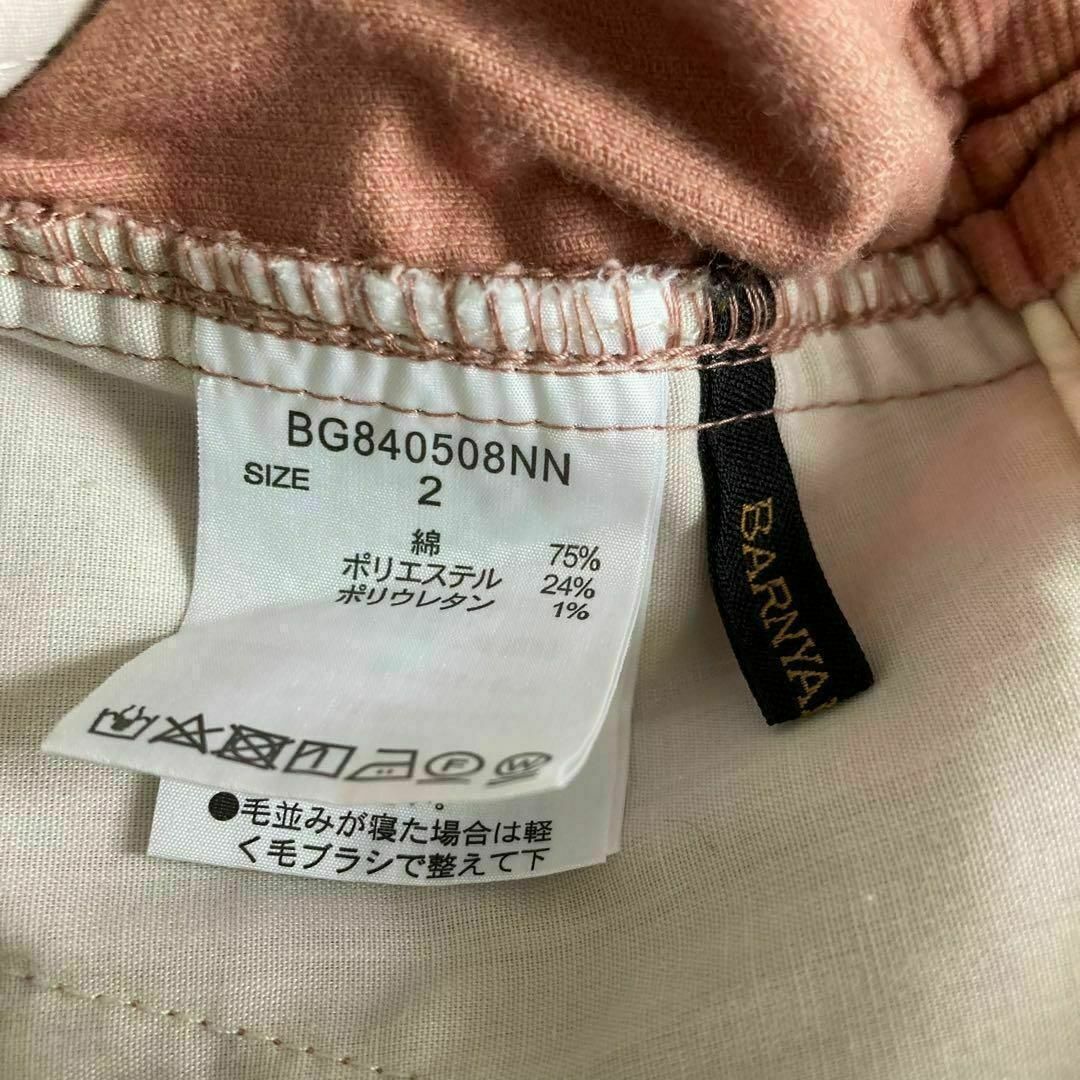 BG840508NN
SIZE 2
綿 75%
ポリエステル 24%
ポリウレタン 1%
F W
●毛並みが寝た場合は軽
く毛ブラシで整えて下
BARNYA